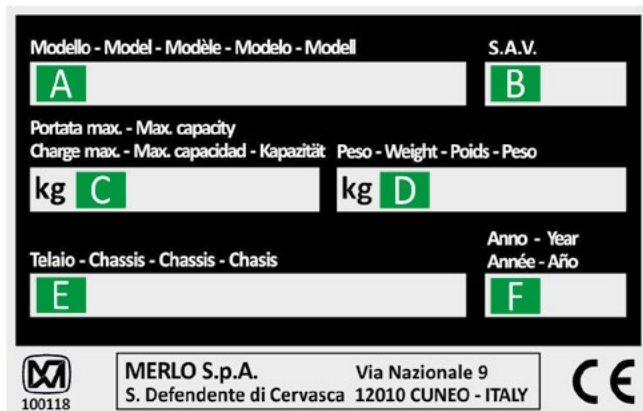 Modello - Model - Modèle - Modelo - Modell
S.A.V.
A
B
Portata max. - Max. capacity
Charge max. - Max. capacidad - Kapazität
Peso - Weight - Poids - Peso
kg C
kg D
Telaio - Chassis - Chassis - Chasis
Anno - Year
Année - Año
E
F
100118
MERLO S.p.A. Via Nazionale 9
S. Defendente di Cervasca 12010 CUNEO - ITALY
CE